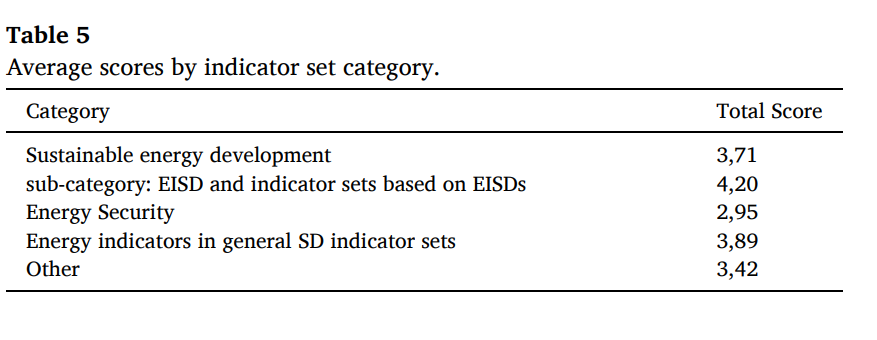 Table 5
Average scores by indicator set category.
Category Total Score
Sustainable energy development 3,71
sub-category: EISD and indicator sets based on EISDs 4,20
Energy Security 2,95
Energy indicators in general SD indicator sets 3,89
Other 3,42